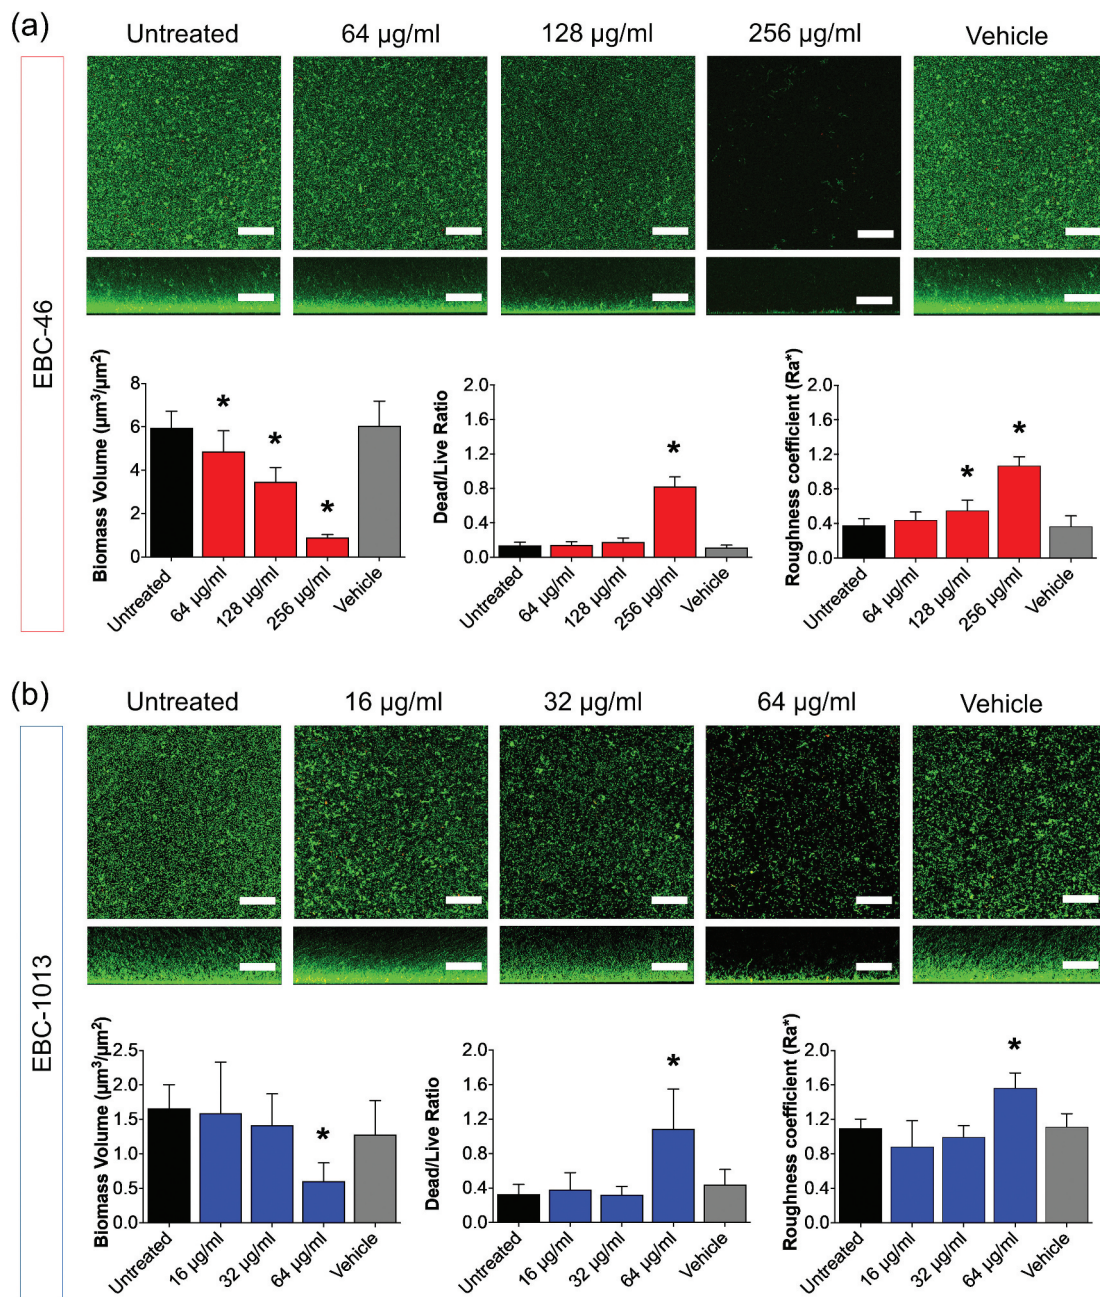 (a)
Untreated 64 µg/ml 128 µg/ml 256 µg/ml Vehicle
EBC-46
Biomass Volume (µm³/µm²)
8
6
4
2
0
*
*
*
Untreated
64 µg/ml
128 µg/ml
256 µg/ml
Vehicle
Dead/Live Ratio
2.0
1.6
1.2
0.8
0.4
0.0
*
Untreated
64 µg/ml
128 µg/ml
256 µg/ml
Vehicle
Roughness coefficient (Ra*)
2.0
1.6
1.2
0.8
0.4
0.0
*
*
Untreated
64 µg/ml
128 µg/ml
256 µg/ml
Vehicle
(b)
Untreated 16 µg/ml 32 µg/ml 64 µg/ml Vehicle
EBC-1013
Biomass Volume (µm³/µm²)
2.5
2.0
1.5
1.0
0.5
0.0
*
Untreated
16 µg/ml
32 µg/ml
64 µg/ml
Vehicle
Dead/Live Ratio
2.0
1.6
1.2
0.8
0.4
0.0
*
Untreated
16 µg/ml
32 µg/ml
64 µg/ml
Vehicle
Roughness coefficient (Ra*)
2.0
1.6
1.2
0.8
0.4
0.0
*
Untreated
16 µg/ml
32 µg/ml
64 µg/ml
Vehicle